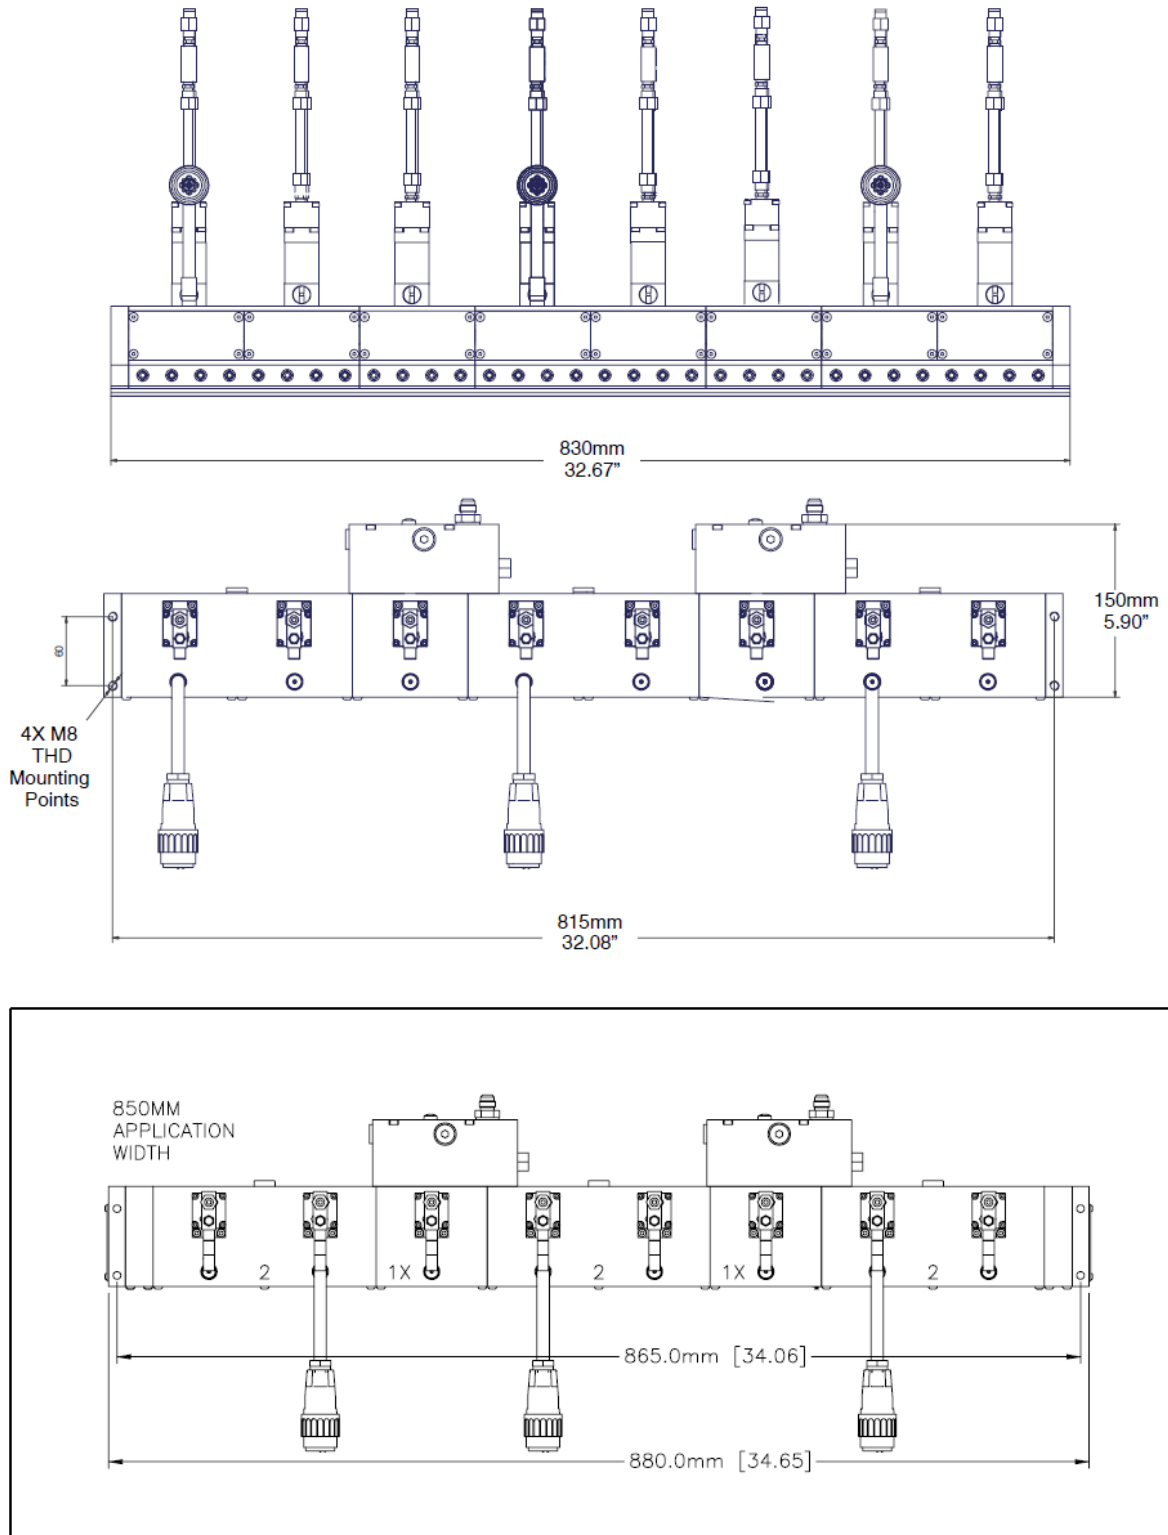 830mm
32.67”
150mm
5.90”
60
4X M8
THD
Mounting
Points
815mm
32.08”
850MM
APPLICATION
WIDTH
2 1X 2 1X 2
865.0mm [34.06]
880.0mm [34.65]